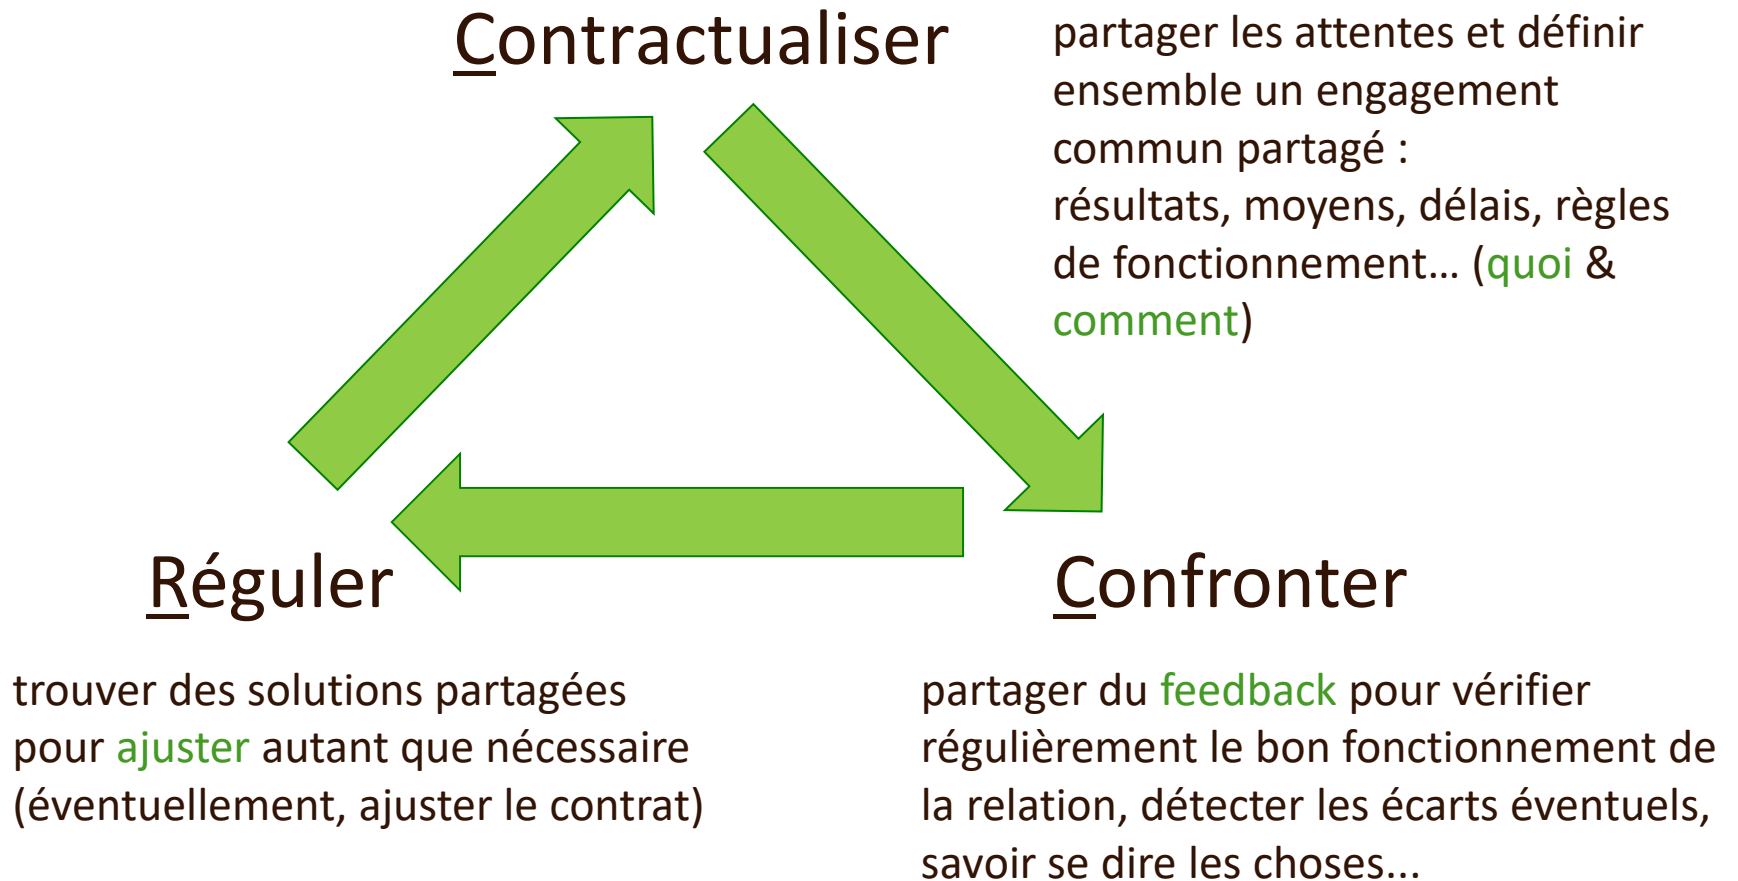 Contractualiser
partager les attentes et définir
ensemble un engagement
commun partagé :
résultats, moyens, délais, règles
de fonctionnement… (quoi &
comment)
Réguler
trouver des solutions partagées
pour ajuster autant que nécessaire
(éventuellement, ajuster le contrat)
Confronter
partager du feedback pour vérifier
régulièrement le bon fonctionnement de
la relation, détecter les écarts éventuels,
savoir se dire les choses...